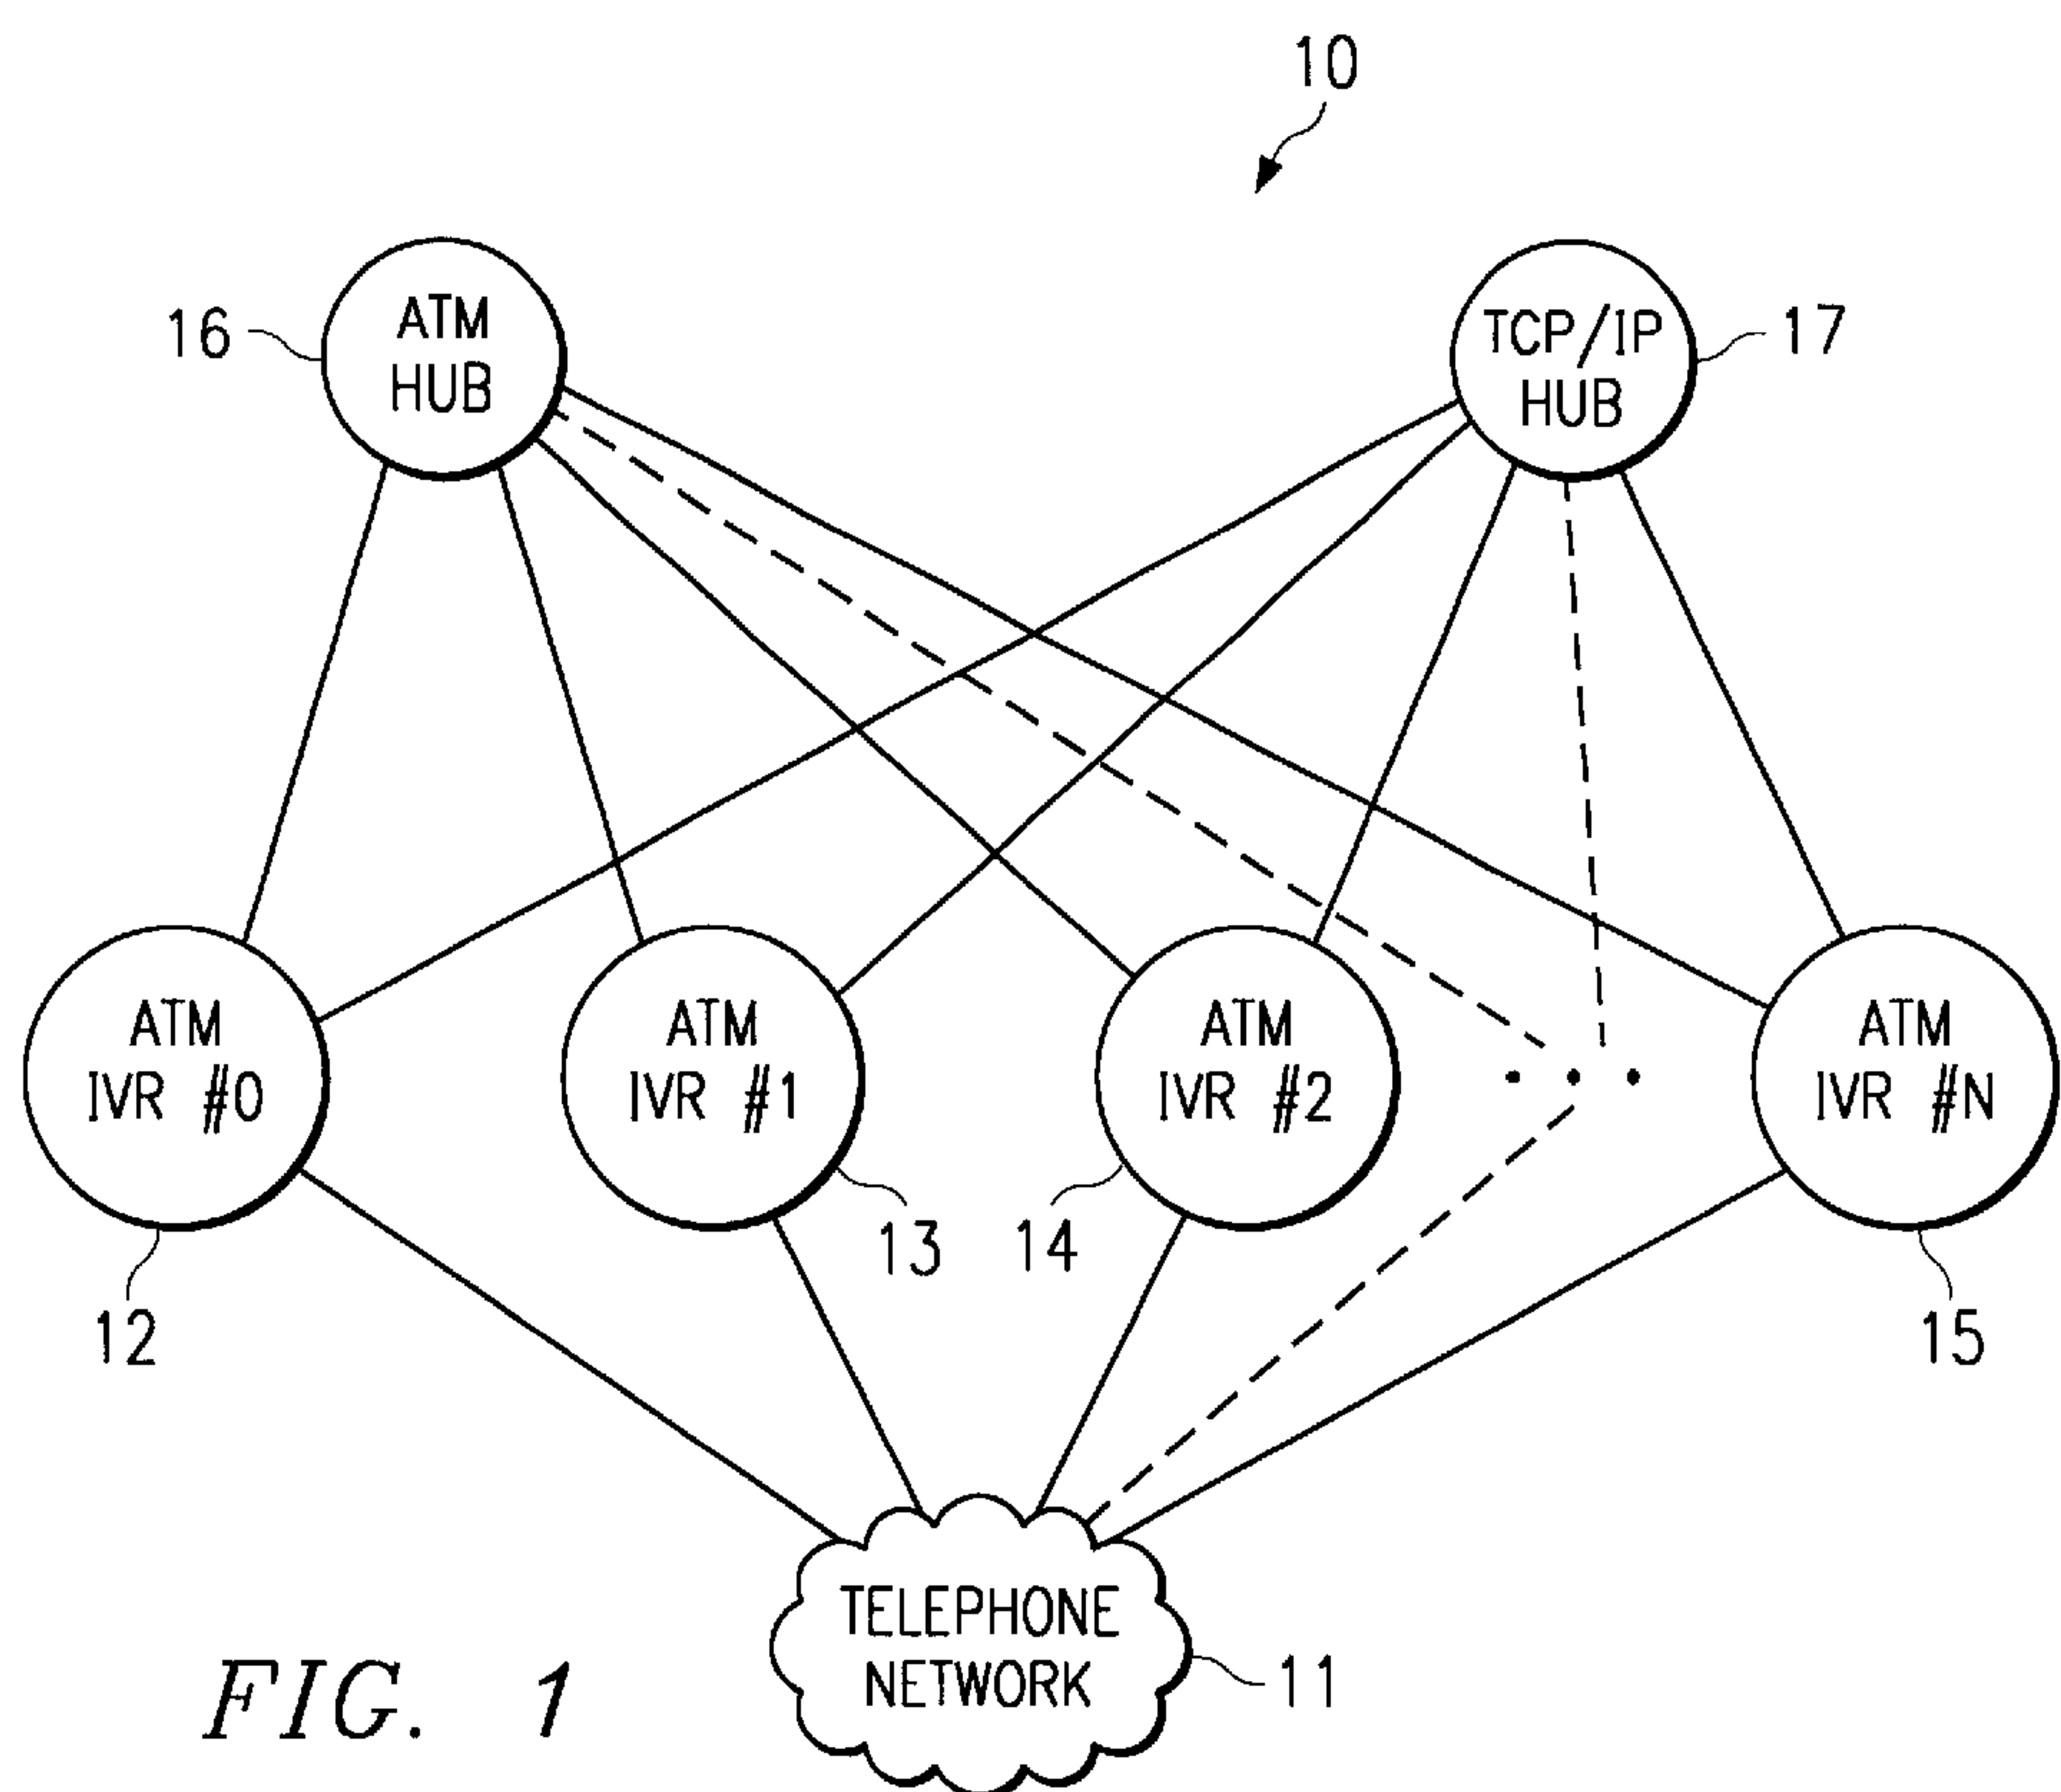 10
16
ATM
HUB
TCP/IP
HUB
17
ATM
IVR #0
ATM
IVR #1
ATM
IVR #2
ATM
IVR #N
12
13
14
15
TELEPHONE
NETWORK
11
FIG. 1